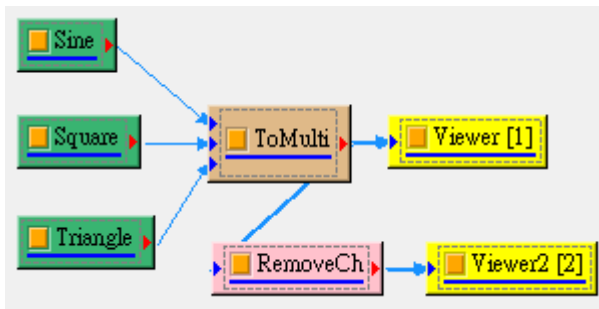 Sine
Square
ToMulti
Viewer [1]
Triangle
RemoveCh
Viewer2 [2]